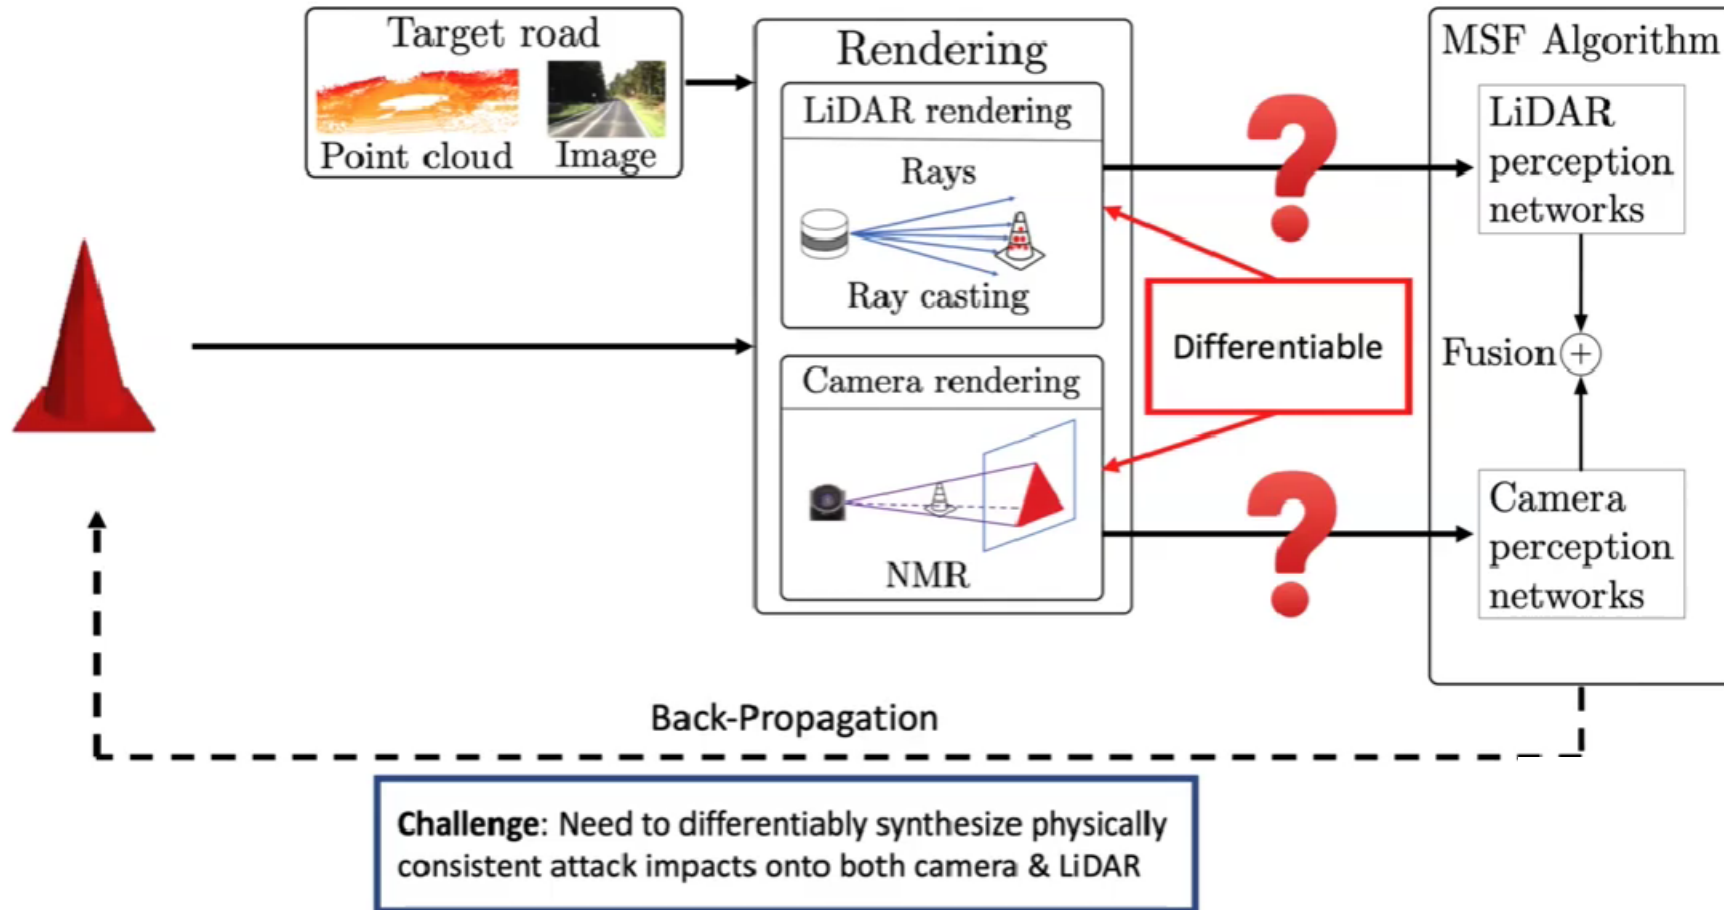 Target road
Point cloud
Image
Rendering
LiDAR rendering
Rays
Ray casting
Camera rendering
NMR
Differentiable
MSF Algorithm
LiDAR
perception
networks
Fusion +
Camera
perception
networks
Back-Propagation
Challenge: Need to differentiably synthesize physically
consistent attack impacts onto both camera & LiDAR